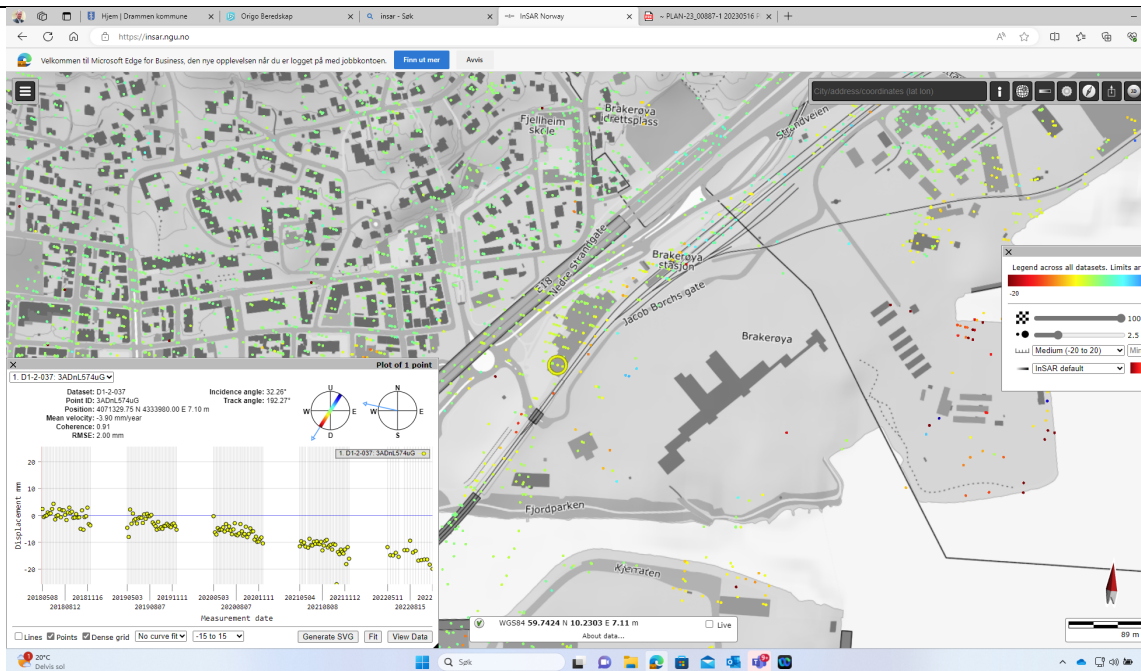 Hjem | Drammen kommune
Origo Beredskap
insar - Søk
InSAR Norway
~ PLAN-23_00887-1 20230516 P
https://insar.ngu.no
Velkommen til Microsoft Edge for Business, den nye opplevelsen når du er logget på med jobbkontoen.
Finn ut mer
Avvis
City/address/coordinates (lat lon)
3D
Fjellheim
skole
Brakerøya
idrettsplass
Strandveien
Nedre Strandgate
E18
Brakerøya
stasjon
Jacob Borchs gate
Brakerøya
Fjordparken
Kjerraten
Legend across all datasets. Limits an
-20
100
2.5
Medium (-20 to 20)
Min
InSAR default
Plot of 1 point
1. D1-2-037: 3ADnL574uG
Dataset: D1-2-037
Point ID: 3ADnL574uG
Position: 4071329.75 N 4333980.00 E 7.10 m
Mean velocity: -3.90 mm/year
Coherence: 0.91
RMSE: 2.00 mm
Incidence angle: 32.26°
Track angle: 192.27°
U
W
E
D
N
W
E
S
1. D1-2-037: 3ADnL574uG
Displacement mm
20
10
0
-10
-20
20180508 20181116 20190503 20191111 20200503 20201111 20210504 20211112 20220511 2022
20180812 20190807 20200807 20210808 20220815
Measurement date
Lines Points Dense grid No curve fit -15 to 15 Generate SVG Fit View Data
WGS84 59.7424 N 10.2303 E 7.11 m
Live
About data...
89 m
20°C
Delvis sol
Søk